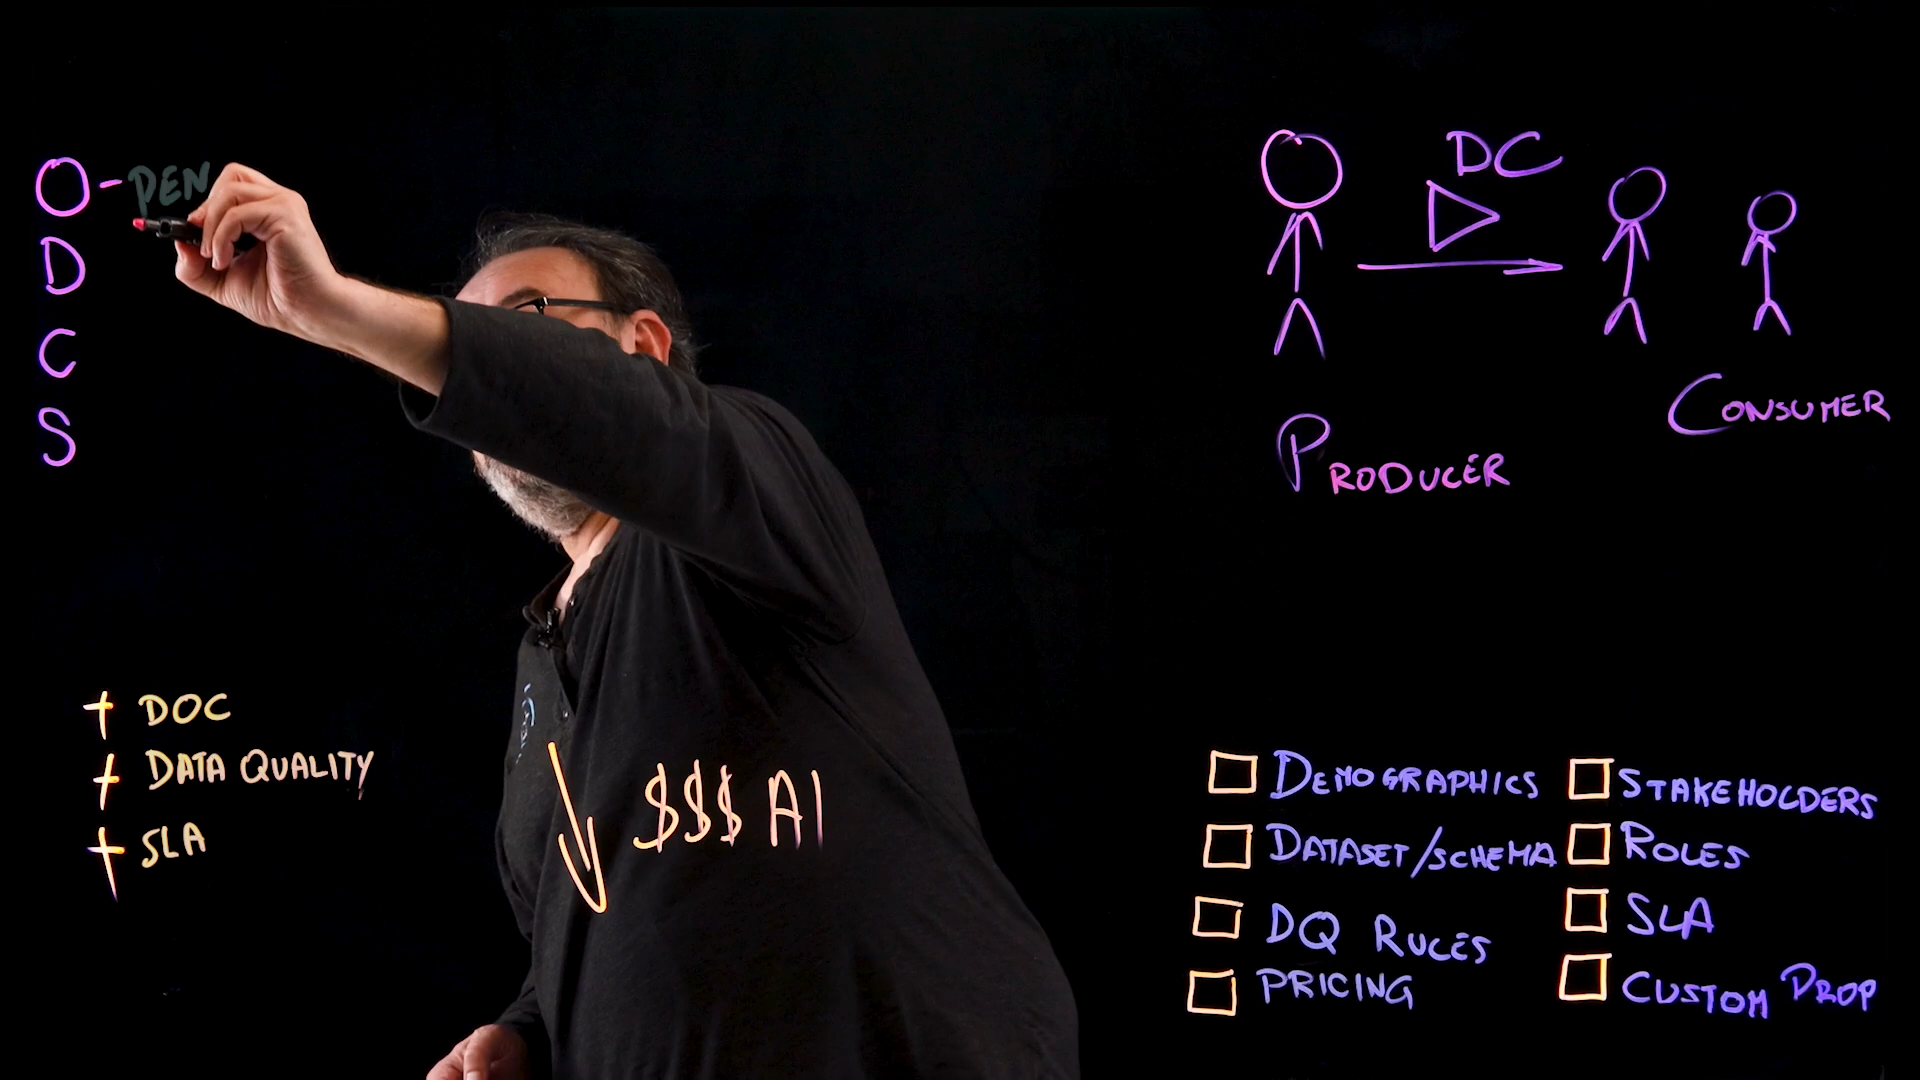 O-PEN
D
C
S
DC
CONSUMER
PRODUCER
+ DOC
+ DATA QUALITY
+ SLA
$$$ AI
DEMOGRAPHICS
DATASET/SCHEMA
DQ RULES
PRICING
STAKEHOLDERS
ROLES
SLA
CUSTOM PROP